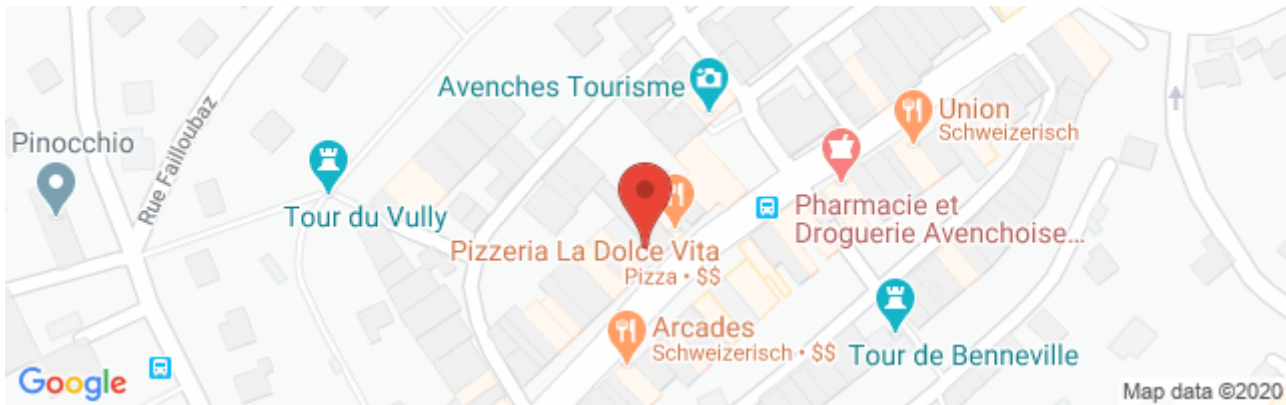 Avenches Tourisme
Union
Schweizerisch
Pinocchio
Rue Failloubaz
Tour du Vully
Pharmacie et
Droguerie Avenchoise...
Pizzeria La Dolce Vita
Pizza • $$
Arcades
Schweizerisch • $$
Tour de Benneville
Google
Map data ©2020